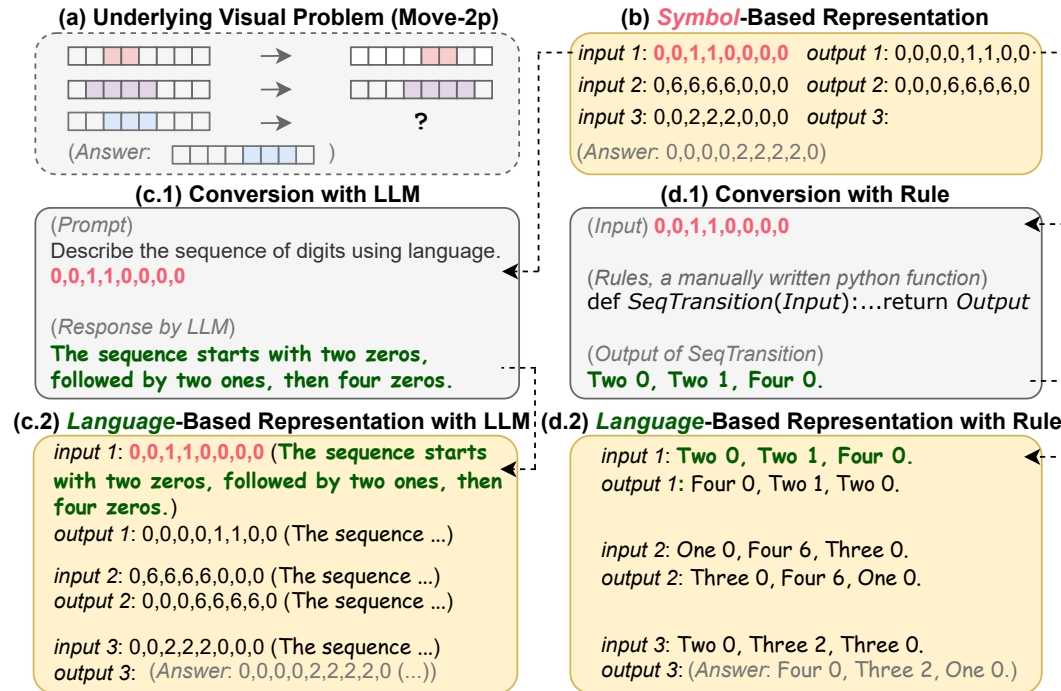 (a) Underlying Visual Problem (Move-2p)
?
(Answer: )
(b) Symbol-Based Representation
input 1: 0,0,1,1,0,0,0,0 output 1: 0,0,0,0,1,1,0,0
input 2: 0,6,6,6,6,0,0,0 output 2: 0,0,0,6,6,6,6,0
input 3: 0,0,2,2,2,0,0,0 output 3:
(Answer: 0,0,0,0,2,2,2,2,0)
(c.1) Conversion with LLM
(Prompt)
Describe the sequence of digits using language.
0,0,1,1,0,0,0,0
(Response by LLM)
The sequence starts with two zeros,
followed by two ones, then four zeros.
(d.1) Conversion with Rule
(Input) 0,0,1,1,0,0,0,0
(Rules, a manually written python function)
def SeqTransition(Input):...return Output
(Output of SeqTransition)
Two 0, Two 1, Four 0.
(c.2) Language-Based Representation with LLM
input 1: 0,0,1,1,0,0,0,0 (The sequence starts
with two zeros, followed by two ones, then
four zeros.)
output 1: 0,0,0,0,1,1,0,0 (The sequence ...)
input 2: 0,6,6,6,6,0,0,0 (The sequence ...)
output 2: 0,0,0,6,6,6,6,0 (The sequence ...)
input 3: 0,0,2,2,2,0,0,0 (The sequence ...)
output 3: (Answer: 0,0,0,0,2,2,2,2,0 (...))
(d.2) Language-Based Representation with Rule
input 1: Two 0, Two 1, Four 0.
output 1: Four 0, Two 1, Two 0.
input 2: One 0, Four 6, Three 0.
output 2: Three 0, Four 6, One 0.
input 3: Two 0, Three 2, Three 0.
output 3: (Answer: Four 0, Three 2, One 0.)